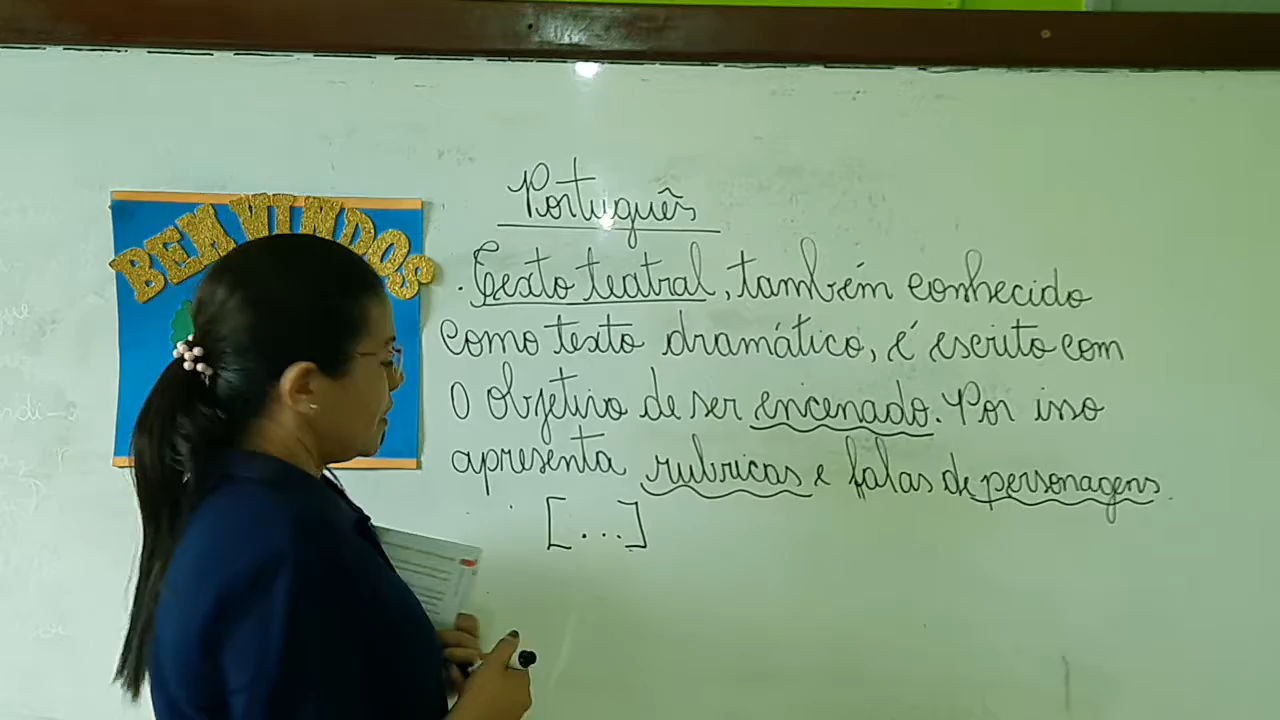 BEM VINDOS
Português
. Texto teatral, também conhecido
como texto dramático, é escrito com
o objetivo de ser encenado. Por isso
apresenta rubricas e falas de personagens.
[...]